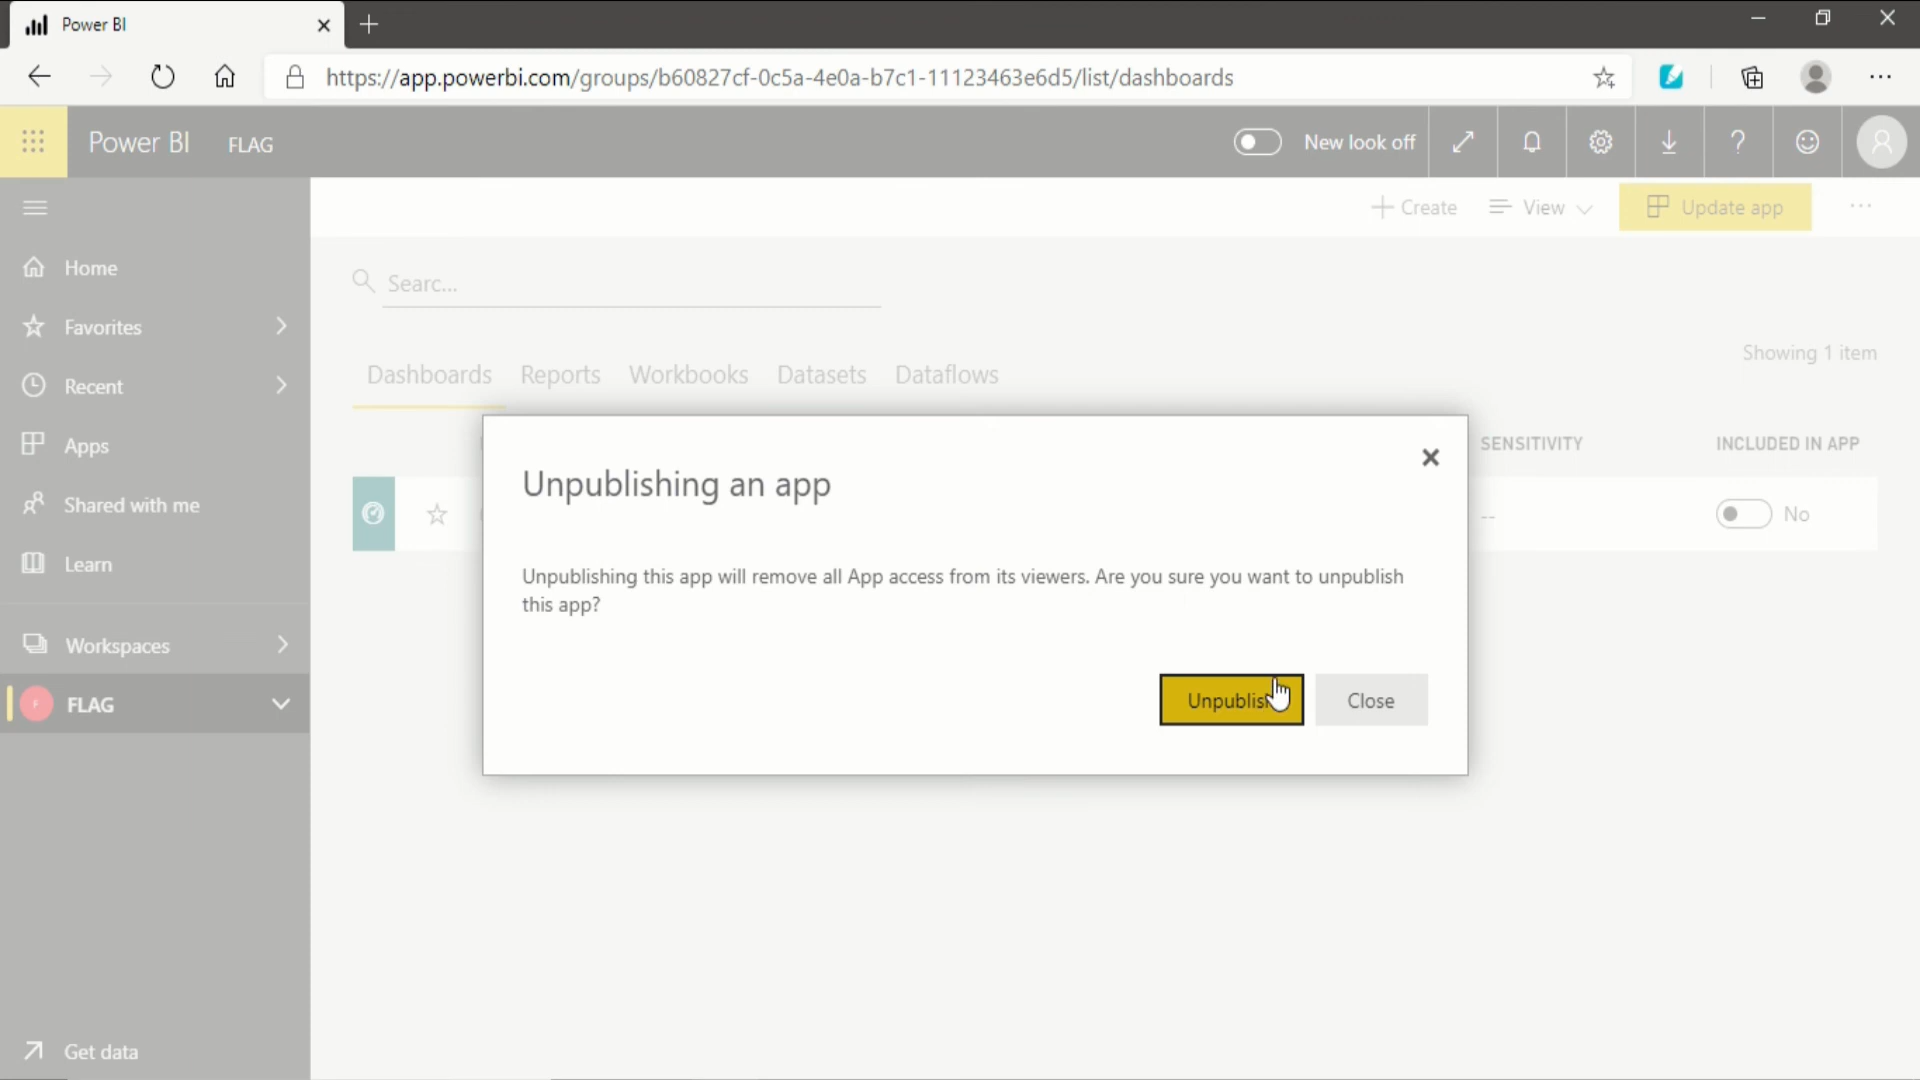 Power BI
https://app.powerbi.com/groups/b60827cf-0c5a-4e0a-b7c1-11123463e6d5/list/dashboards
Power BI FLAG New look off
Create View Update app
Home
Searc...
Favorites
Showing 1 item
Dashboards Reports Workbooks Datasets Dataflows
Recent
SENSITIVITY INCLUDED IN APP
Apps
Unpublishing an app
Shared with me
-- No
Learn
Unpublishing this app will remove all App access from its viewers. Are you sure you want to unpublish
this app?
Workspaces
F FLAG
Unpublish Close
Get data